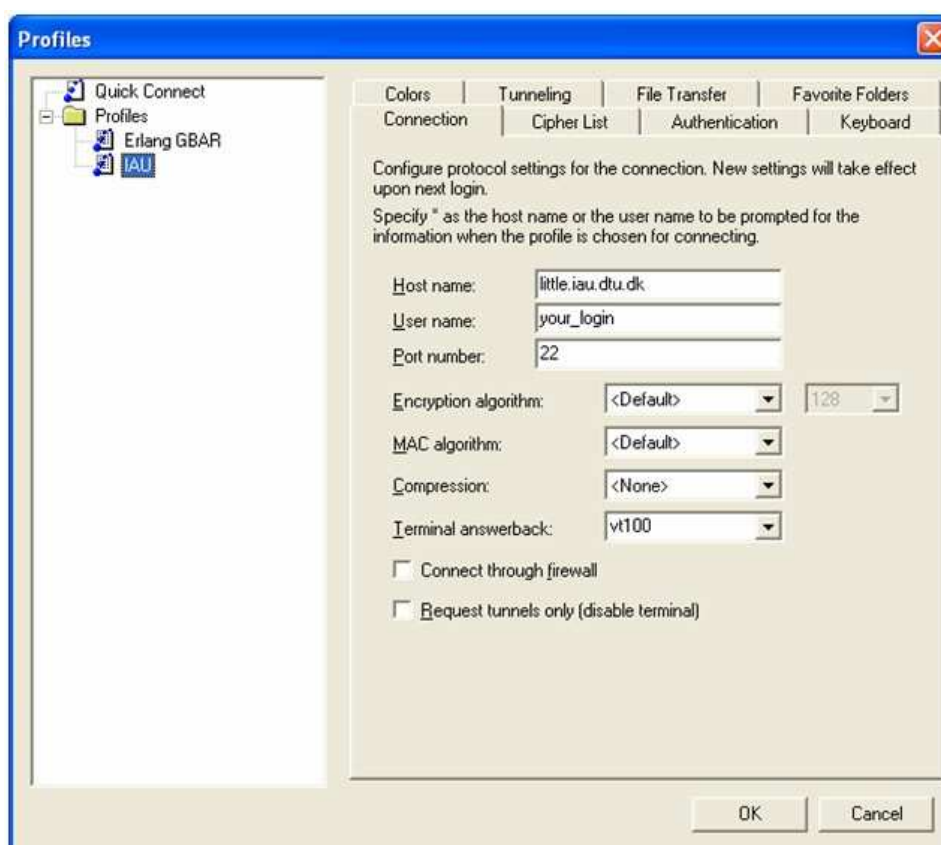 Profiles
Quick Connect
Profiles
Erlang GBAR
IAU
Colors
Tunneling
File Transfer
Favorite Folders
Connection
Cipher List
Authentication
Keyboard
Configure protocol settings for the connection. New settings will take effect
upon next login.
Specify * as the host name or the user name to be prompted for the
information when the profile is chosen for connecting.
Host name: little.iau.dtu.dk
User name: your_login
Port number: 22
Encryption algorithm: <Default> 128
MAC algorithm: <Default>
Compression: <None>
Terminal answerback: vt100
Connect through firewall
Request tunnels only (disable terminal)
OK
Cancel